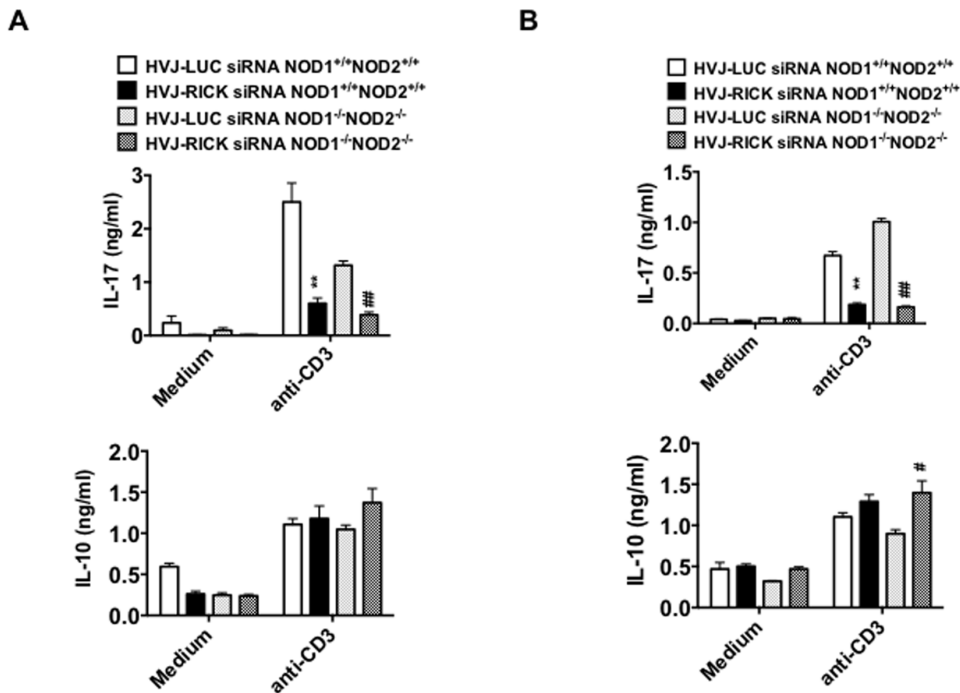 A
HVJ-LUC siRNA NOD1+/+NOD2+/+
HVJ-RICK siRNA NOD1+/+NOD2+/+
HVJ-LUC siRNA NOD1-/-NOD2-/-
HVJ-RICK siRNA NOD1-/-NOD2-/-
IL-17 (ng/ml)
3
2
1
0
**
##
Medium
anti-CD3
IL-10 (ng/ml)
2.0
1.5
1.0
0.5
0.0
Medium
anti-CD3
B
HVJ-LUC siRNA NOD1+/+NOD2+/+
HVJ-RICK siRNA NOD1+/+NOD2+/+
HVJ-LUC siRNA NOD1-/-NOD2-/-
HVJ-RICK siRNA NOD1-/-NOD2-/-
IL-17 (ng/ml)
1.5
1.0
0.5
0.0
**
##
Medium
anti-CD3
IL-10 (ng/ml)
2.0
1.5
1.0
0.5
0.0
#
Medium
anti-CD3